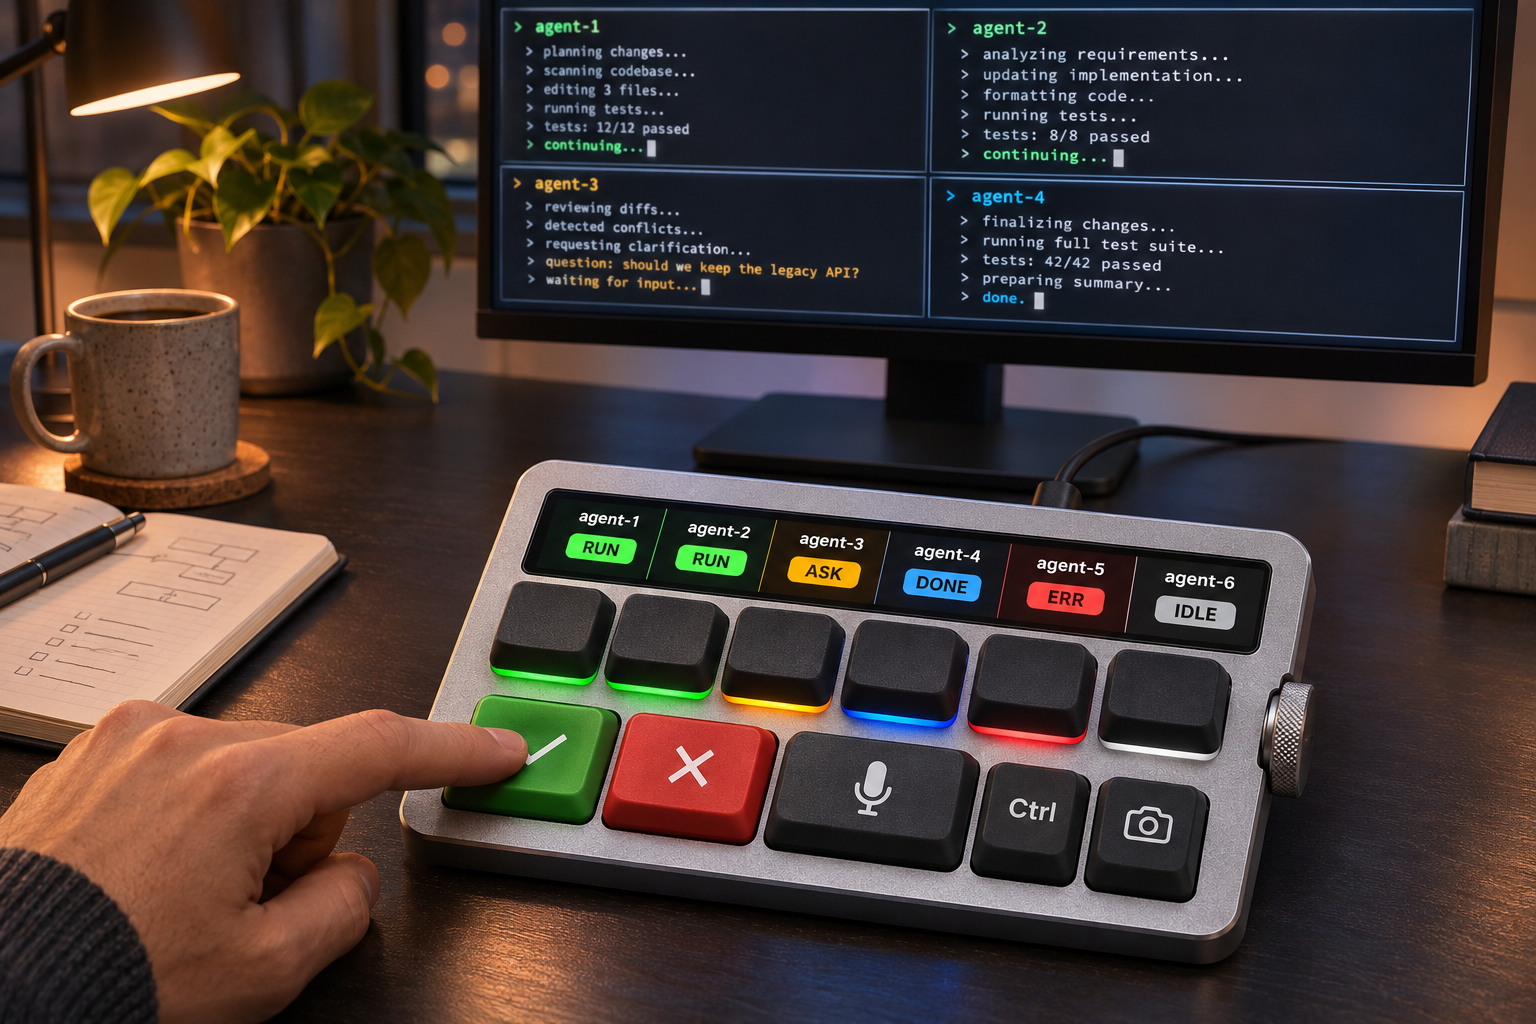 > agent-1
> planning changes...
> scanning codebase...
> editing 3 files...
> running tests...
> tests: 12/12 passed
> continuing...
> agent-2
> analyzing requirements...
> updating implementation...
> formatting code...
> running tests...
> tests: 8/8 passed
> continuing...
> agent-3
> reviewing diffs...
> detected conflicts...
> requesting clarification...
> question: should we keep the legacy API?
> waiting for input...
> agent-4
> finalizing changes...
> running full test suite...
> tests: 42/42 passed
> preparing summary...
> done.
agent-1
RUN
agent-2
RUN
agent-3
ASK
agent-4
DONE
agent-5
ERR
agent-6
IDLE
Ctrl